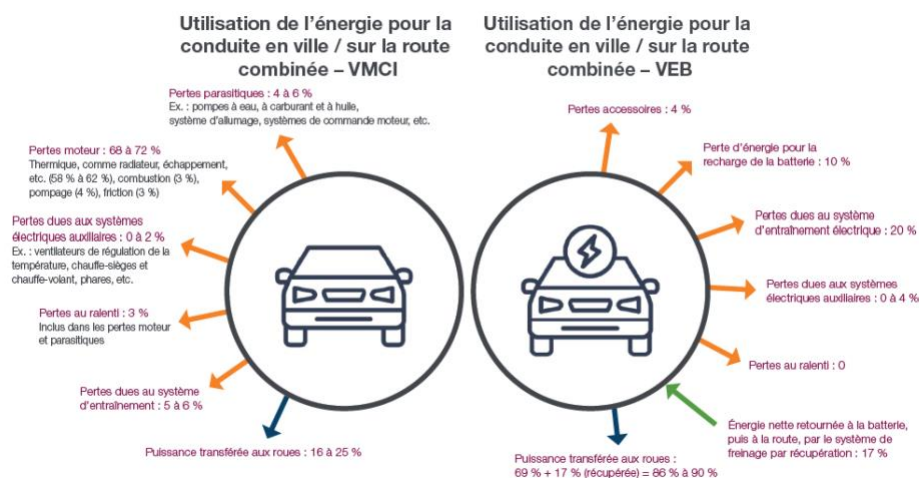 Utilisation de l’énergie pour la
conduite en ville / sur la route
combinée – VMCI
Pertes parasitiques : 4 à 6 %
Ex. : pompes à eau, à carburant et à huile,
système d’allumage, systèmes de commande moteur, etc.
Pertes moteur : 68 à 72 %
Thermique, comme radiateur, échappement,
etc. (58 % à 62 %), combustion (3 %),
pompage (4 %), friction (3 %)
Pertes dues aux systèmes
électriques auxiliaires : 0 à 2 %
Ex. : ventilateurs de régulation de la
température, chauffe-sièges et
chauffe-volant, phares, etc.
Pertes au ralenti : 3 %
Inclus dans les pertes moteur
et parasitiques
Pertes dues au système
d’entraînement : 5 à 6 %
Puissance transférée aux roues : 16 à 25 %
Utilisation de l’énergie pour la
conduite en ville / sur la route
combinée – VEB
Pertes accessoires : 4 %
Perte d’énergie pour la
recharge de la batterie : 10 %
Pertes dues au système
d’entraînement électrique : 20 %
Pertes dues aux systèmes
électriques auxiliaires : 0 à 4 %
Pertes au ralenti : 0
Énergie nette retournée à la batterie,
puis à la route, par le système de
freinage par récupération : 17 %
Puissance transférée aux roues :
69 % + 17 % (récupérée) = 86 % à 90 %